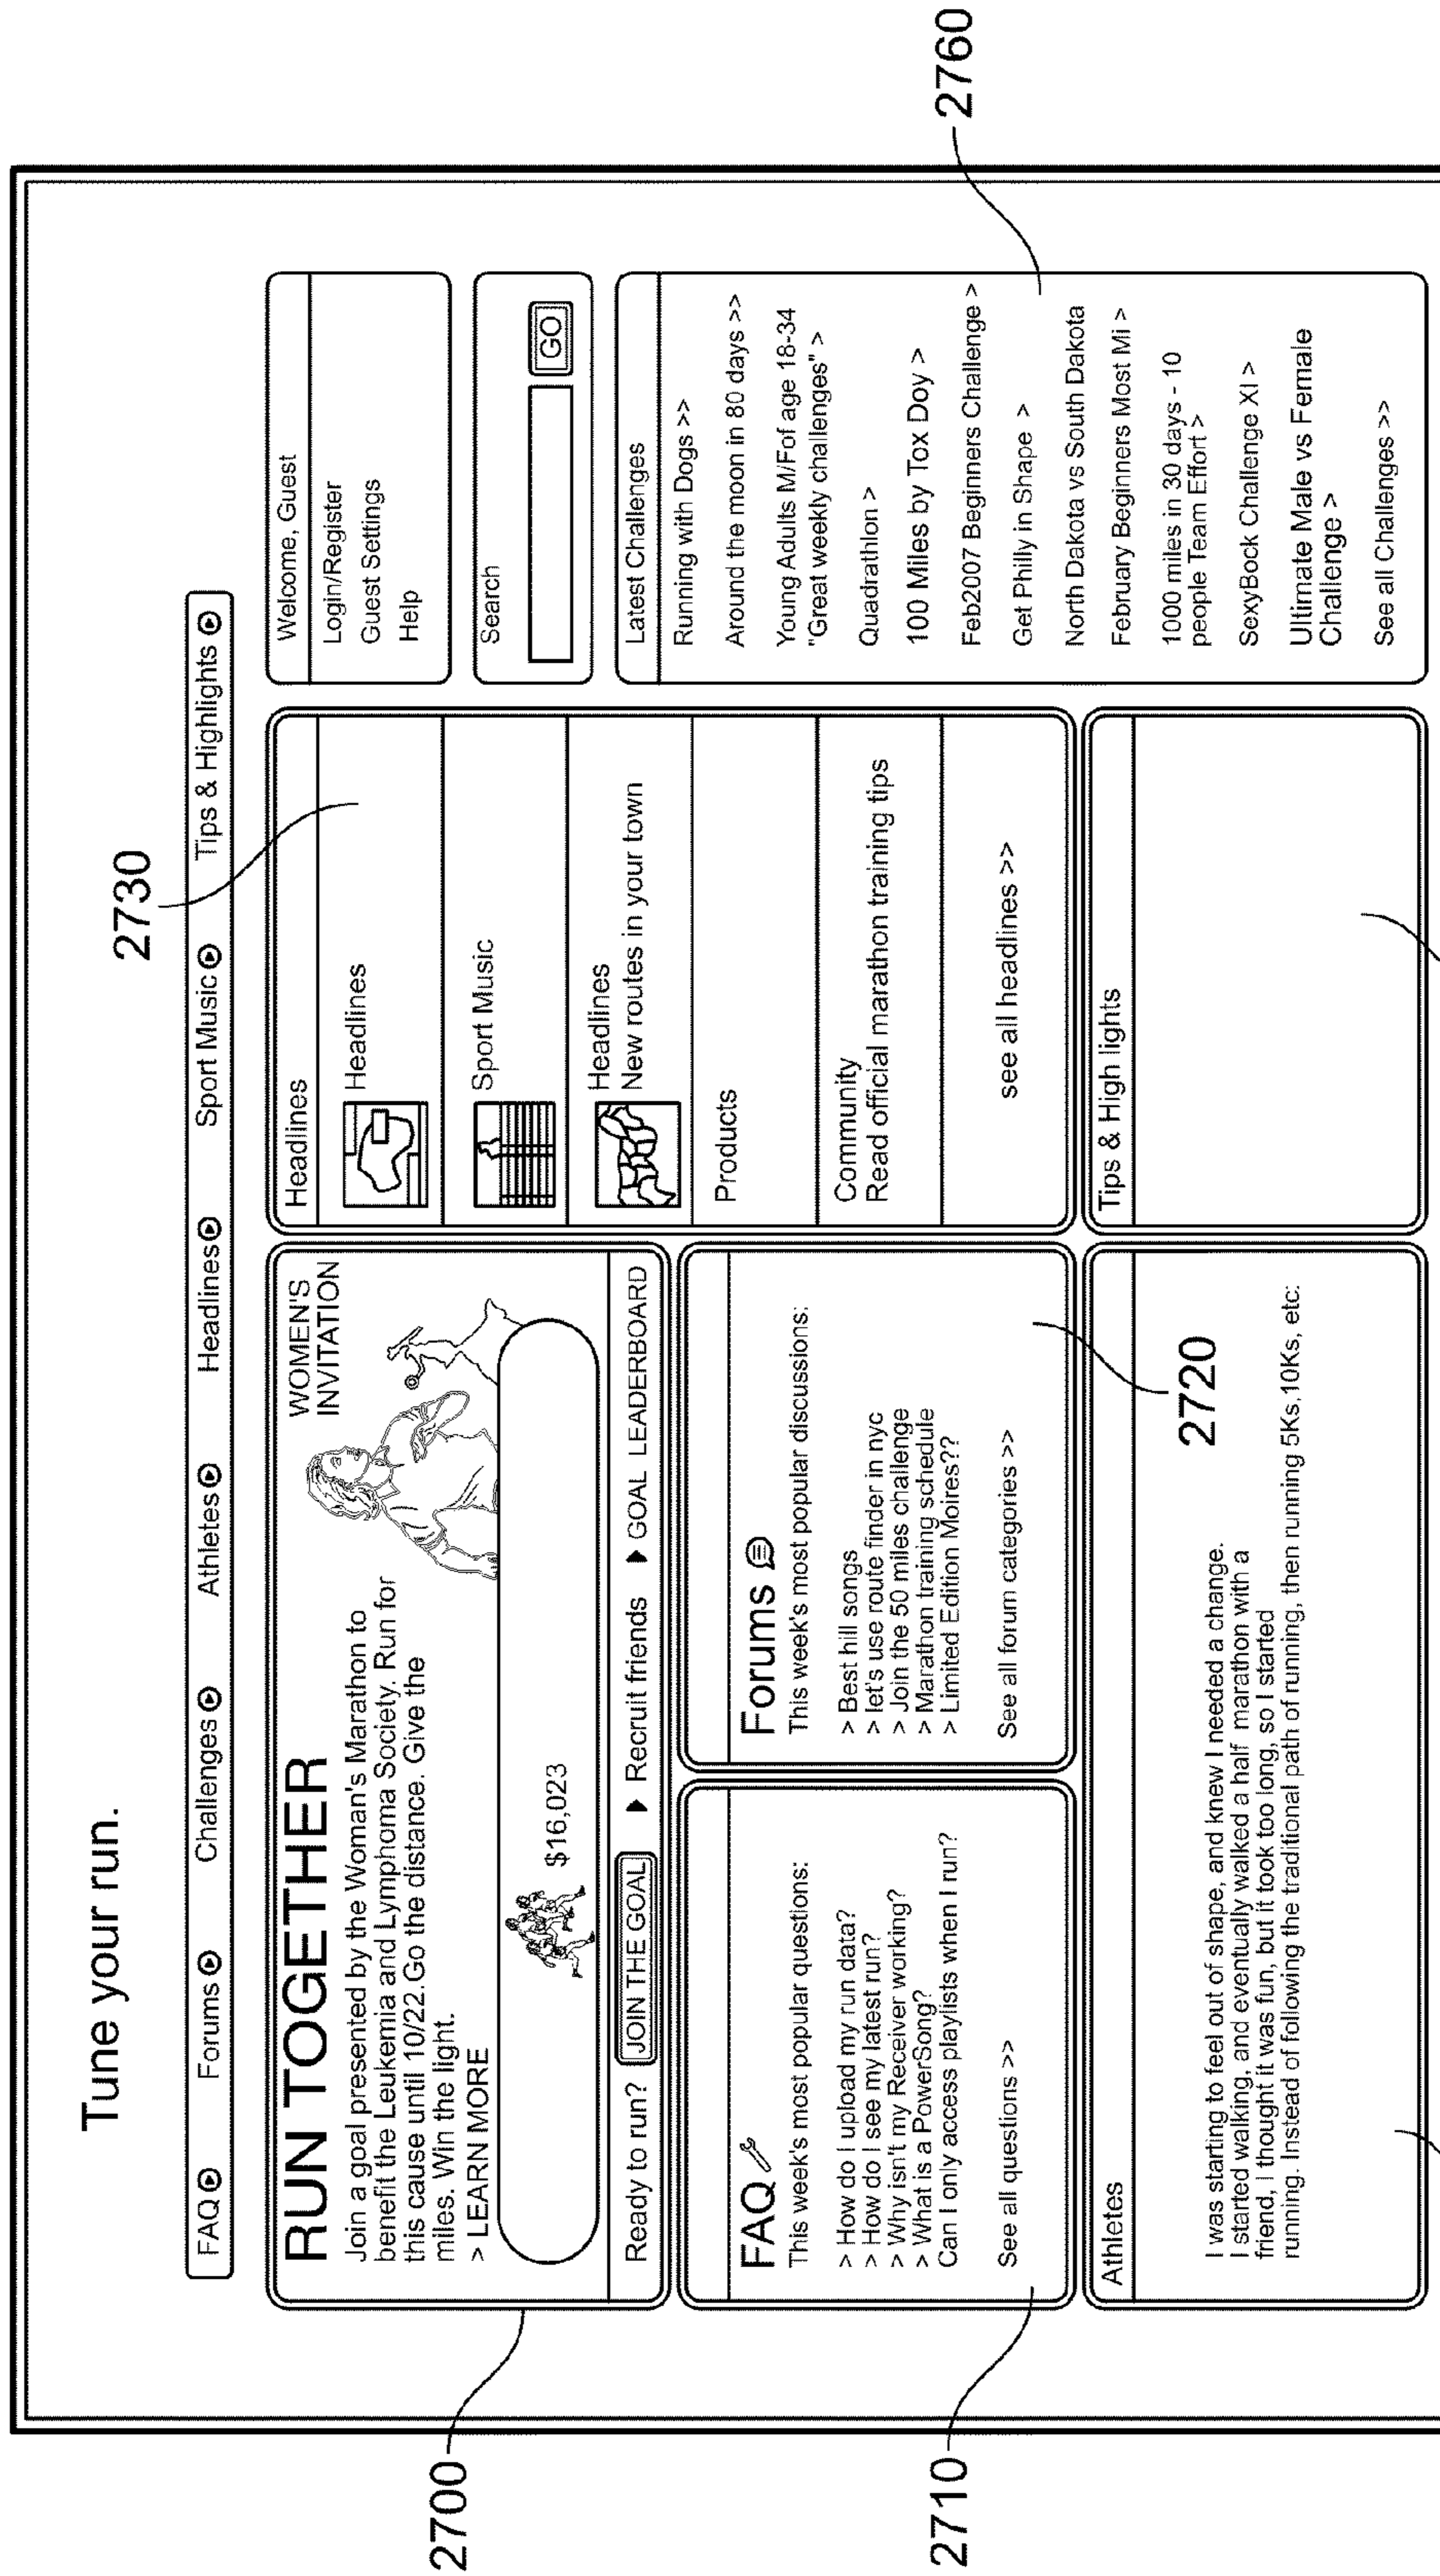 Tune your run.
FAQ Forums Challenges Athletes Headlines Sport Music Tips & Highlights
2730
2700
RUN TOGETHER
Join a goal presented by the Woman's Marathon to
benefit the Leukemia and Lymphoma Society. Run for
this cause until 10/22.Go the distance. Give the
miles. Win the light.
> LEARN MORE
WOMEN'S
INVITATION
$16,023
Ready to run? JOIN THE GOAL Recruit friends GOAL LEADERBOARD
2710
FAQ
This week's most popular questions:
> How do I upload my run data?
> How do I see my latest run?
> Why isn't my Receiver working?
> What is a PowerSong?
Can I only access playlists when I run?
See all questions >>
Forums
This week's most popular discussions:
> Best hill songs
> let's use route finder in nyc
> Join the 50 miles challenge
> Marathon training schedule
> Limited Edition Moires??
See all forum categories >>
2720
Headlines
Headlines
Sport Music
Headlines
New routes in your town
Products
Community
Read official marathon training tips
see all headlines >>
Welcome, Guest
Login/Register
Guest Settings
Help
Search
GO
Latest Challenges
Running with Dogs >>
Around the moon in 80 days >>
Young Adults M/Fof age 18-34
"Great weekly challenges" >
Quadrathlon >
100 Miles by Tox Doy >
Feb2007 Beginners Challenge >
Get Philly in Shape >
North Dakota vs South Dakota
February Beginners Most Mi >
1000 miles in 30 days - 10
people Team Effort >
SexyBock Challenge XI >
Ultimate Male vs Female
Challenge >
See all Challenges >>
2760
Athletes
I was starting to feel out of shape, and knew I needed a change.
I started walking, and eventually walked a half marathon with a
friend, I thought it was fun, but it took too long, so I started
running. Instead of following the traditional path of running, then running 5Ks,10Ks, etc:
Tips & High lights